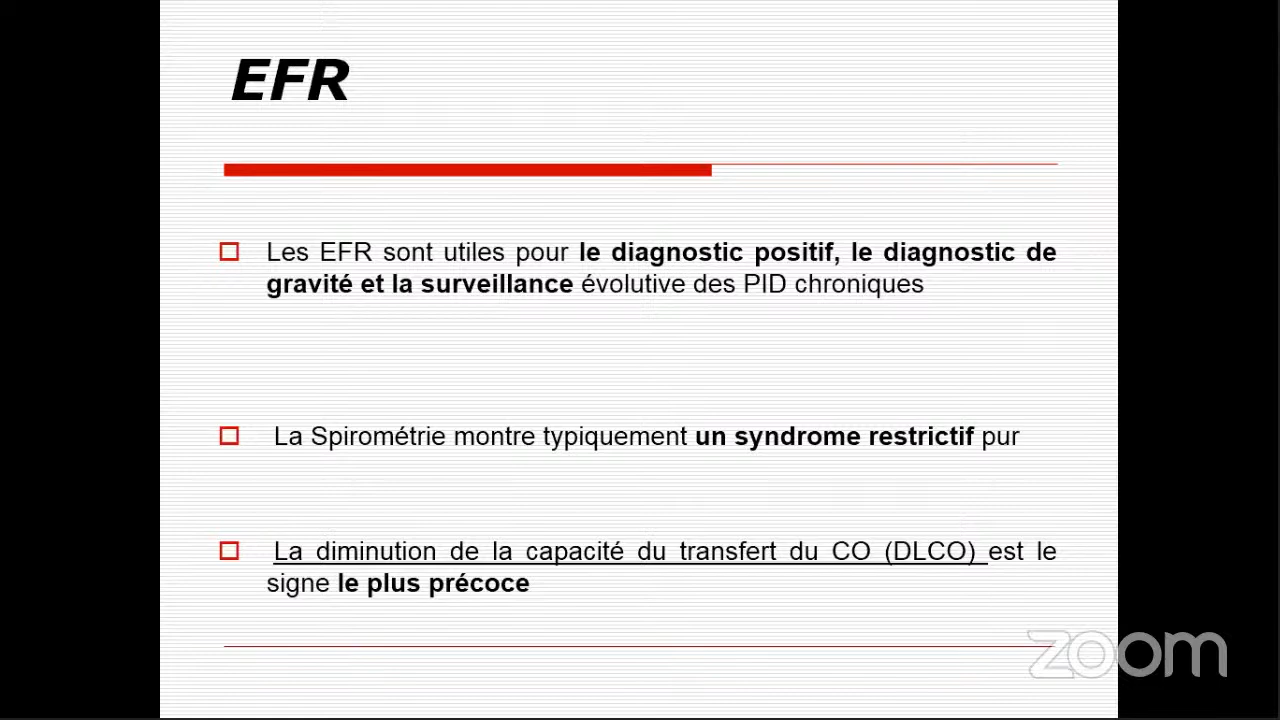 EFR
Les EFR sont utiles pour le diagnostic positif, le diagnostic de
gravité et la surveillance évolutive des PID chroniques
La Spirométrie montre typiquement un syndrome restrictif pur
La diminution de la capacité du transfert du CO (DLCO) est le
signe le plus précoce
zoom